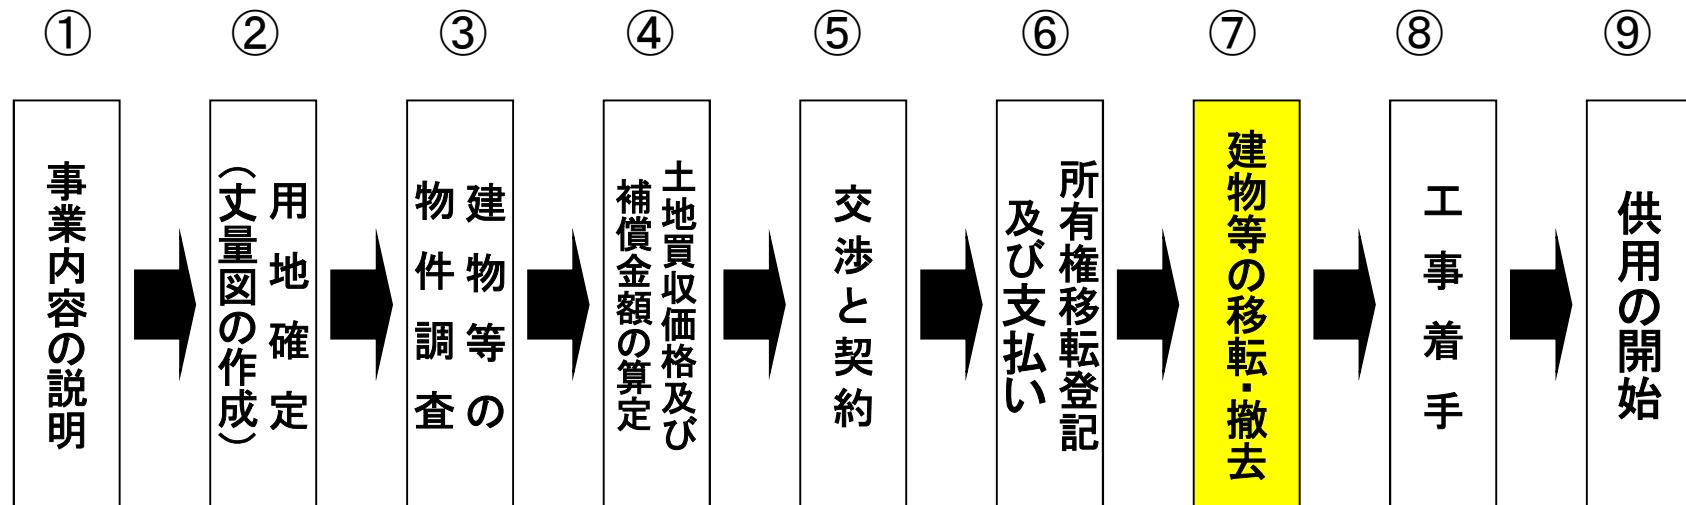 ①
事業内容の説明
②
用地確定
(丈量図の作成)
③
建物等の
物件調査
④
土地買収価格及び
補償金額の算定
⑤
交渉と契約
⑥
所有権移転登記
及び支払い
⑦
建物等の移転・撤去
⑧
工事着手
⑨
供用の開始